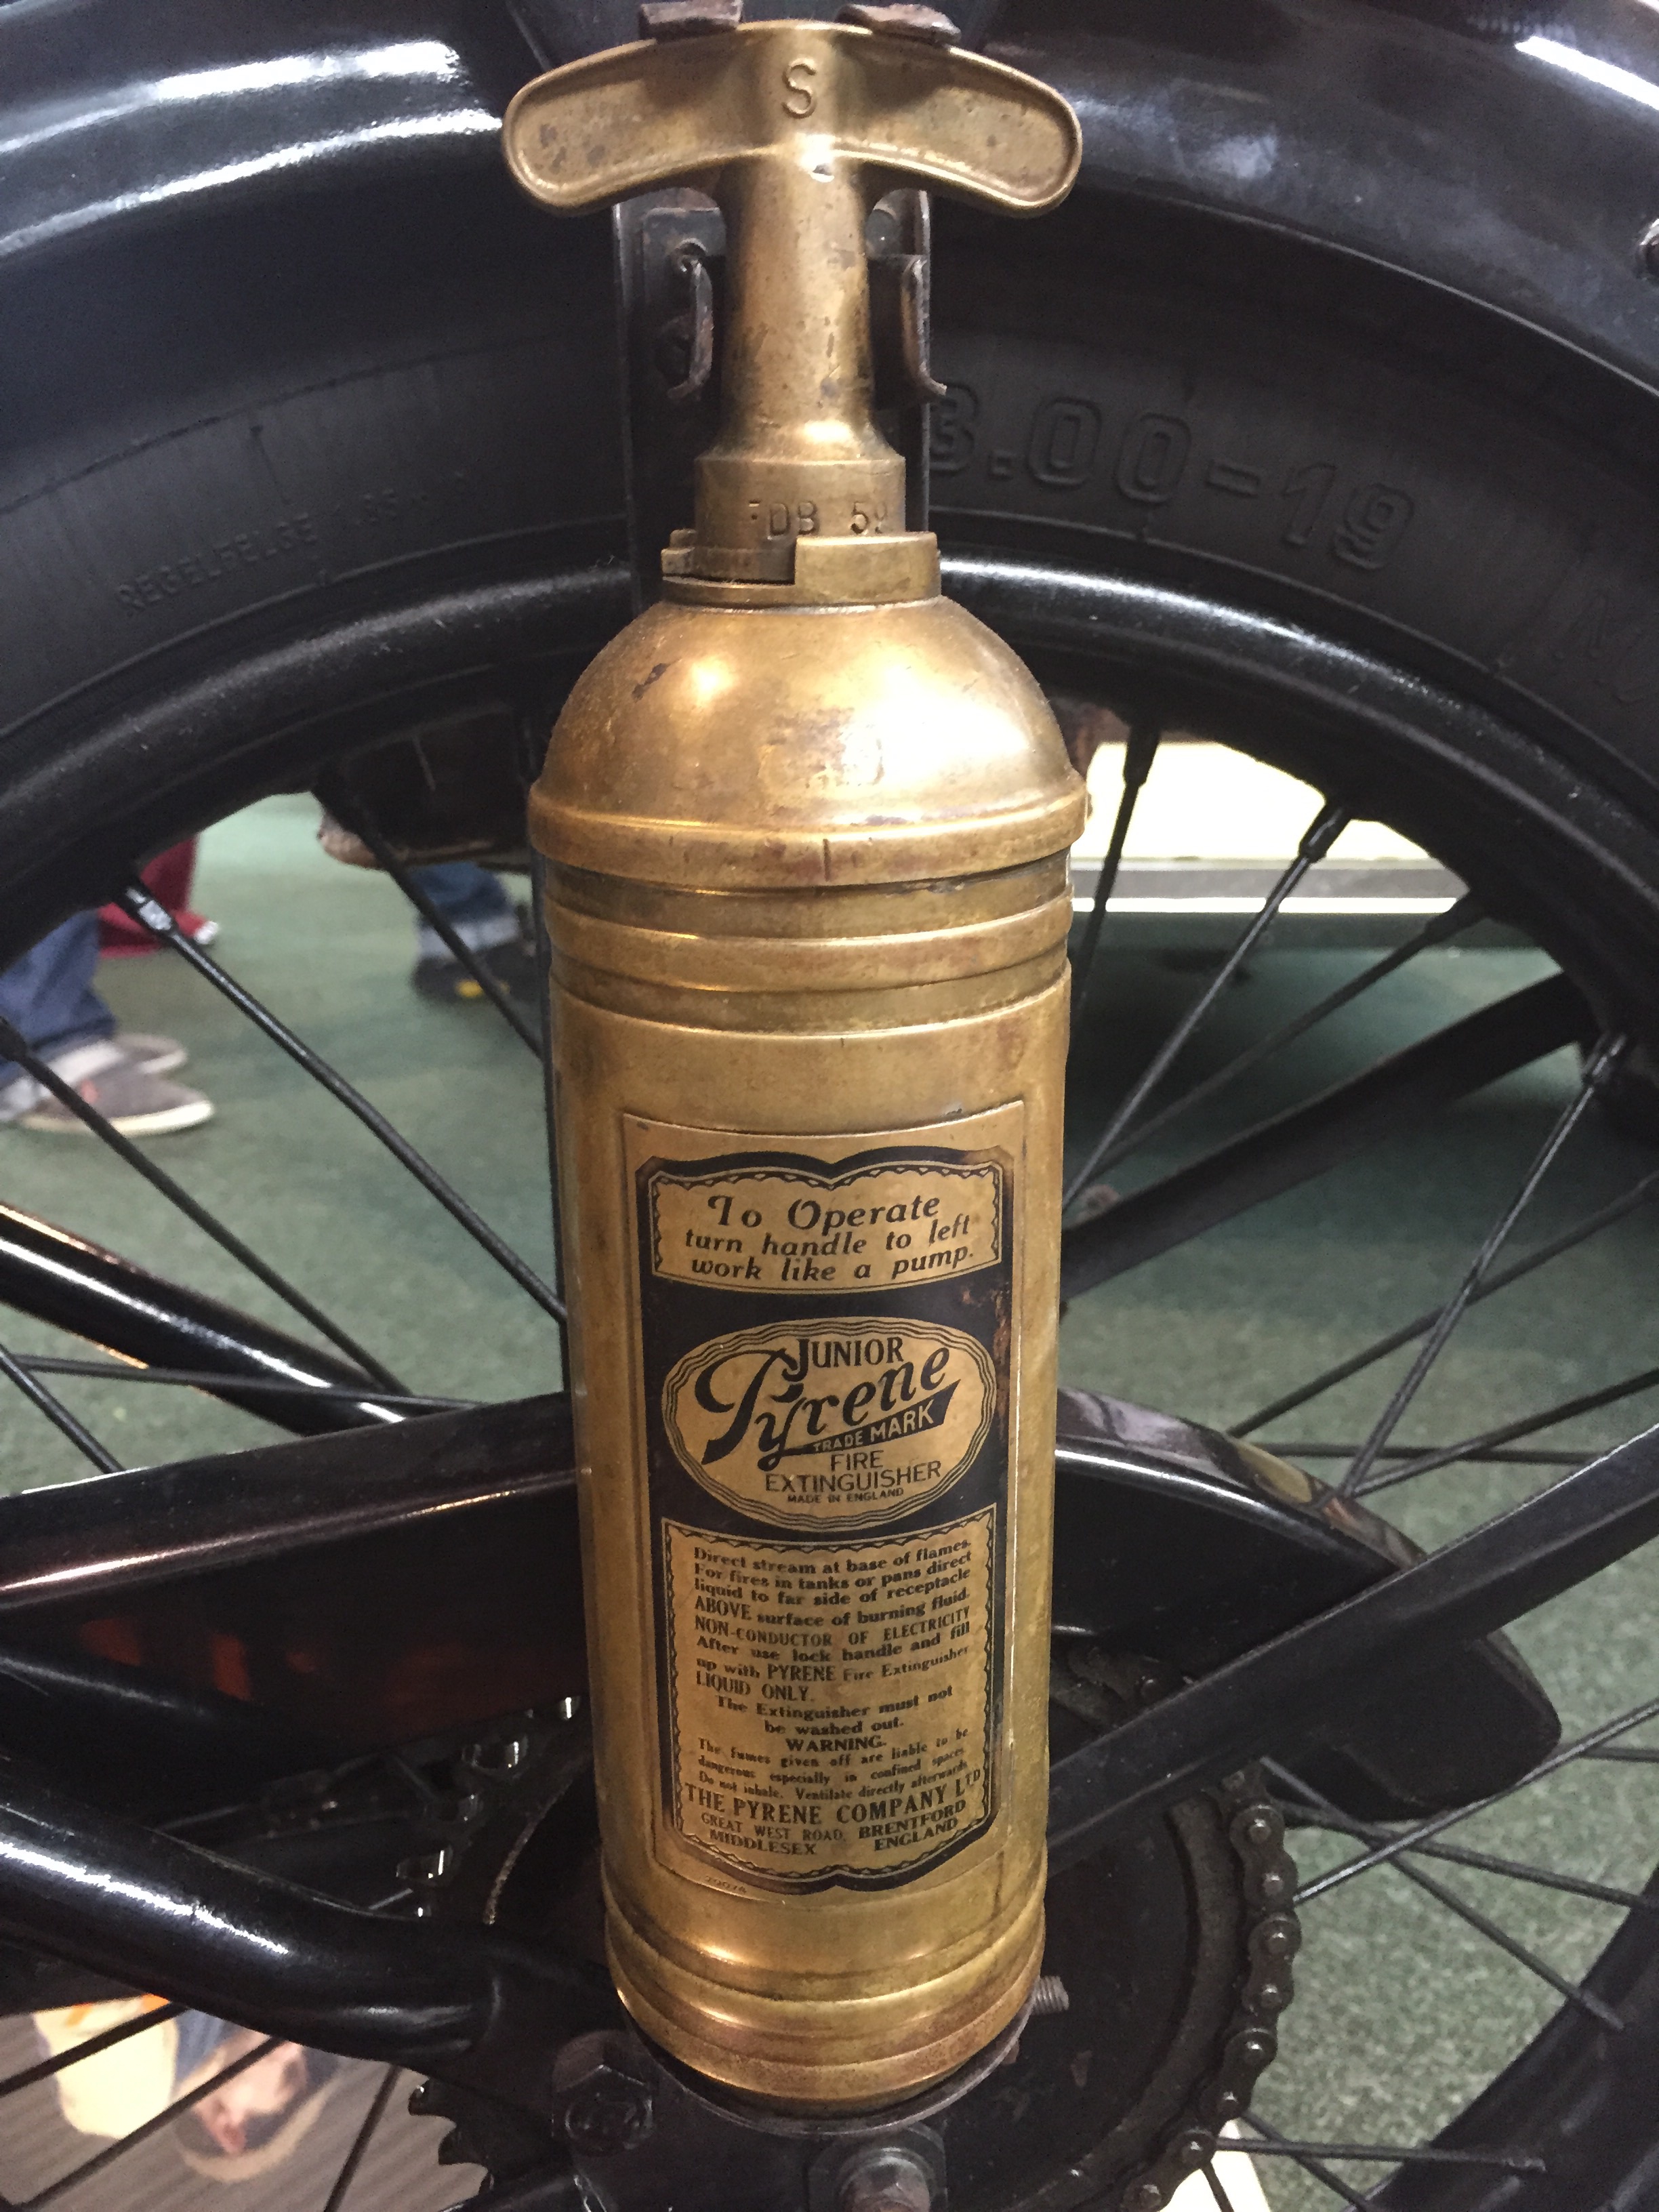 S
3.00-19
DB 59
REGELFELGE
To Operate
turn handle to left
work like a pump.
JUNIOR
Pyrene
TRADE MARK
FIRE
EXTINGUISHER
MADE IN ENGLAND
Direct stream at base of flames.
For fires in tanks or pans direct
liquid to far side of receptacle
ABOVE surface of burning fluid.
NON-CONDUCTOR OF ELECTRICITY
After use lock handle and fill
up with PYRENE Fire Extinguisher
LIQUID ONLY.
The Extinguisher must not
be washed out.
WARNING.
The fumes given off are liable to be
dangerous especially in confined spaces
Do not inhale. Ventilate directly afterwards
THE PYRENE COMPANY LTD
GREAT WEST ROAD, BRENTFORD
MIDDLESEX ENGLAND